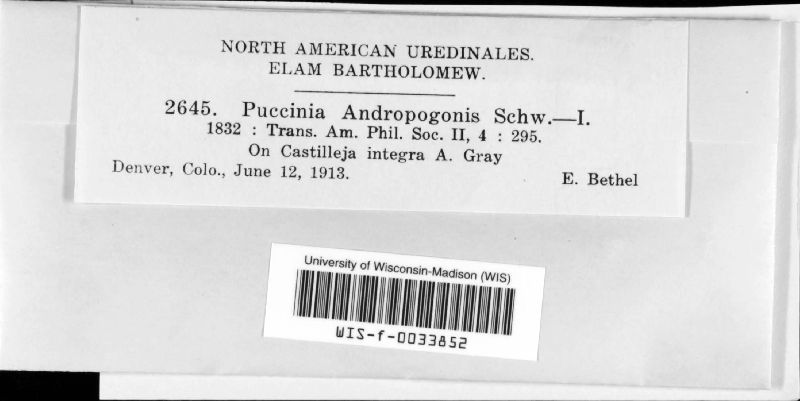 NORTH AMERICAN UREDINALES.
ELAM BARTHOLOMEW.
2645. Puccinia Andropogonis Schw.—I.
1832 : Trans. Am. Phil. Soc. II, 4 : 295.
On Castilleja integra A. Gray
Denver, Colo., June 12, 1913. E. Bethel
University of Wisconsin-Madison (WIS)
WIS-f-0033852